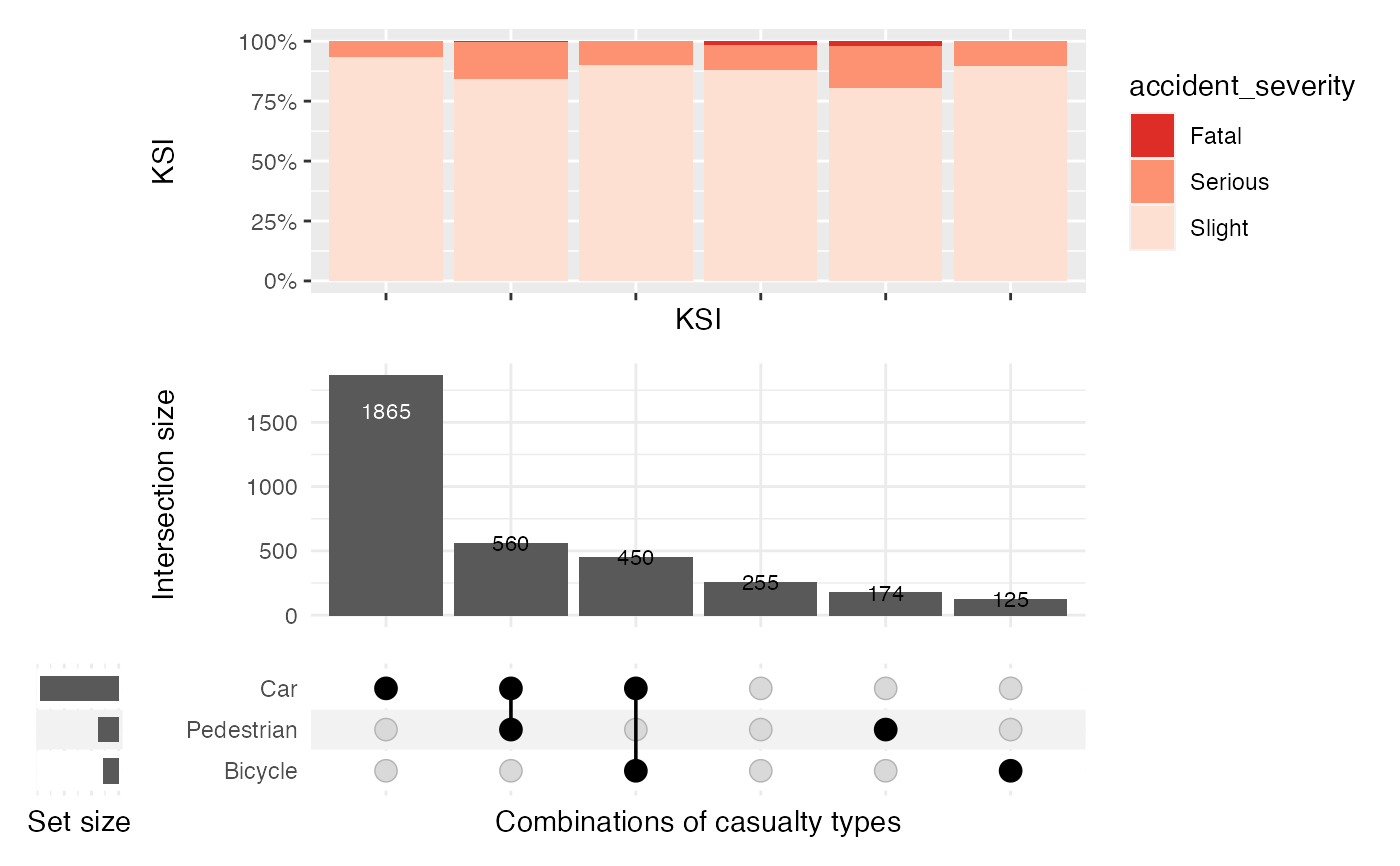 100%
75%
50%
25%
0%
KSI
KSI
accident_severity
Fatal
Serious
Slight
Intersection size
1500
1000
500
0
1865
560
450
255
174
125
Car
Pedestrian
Bicycle
Set size
Combinations of casualty types